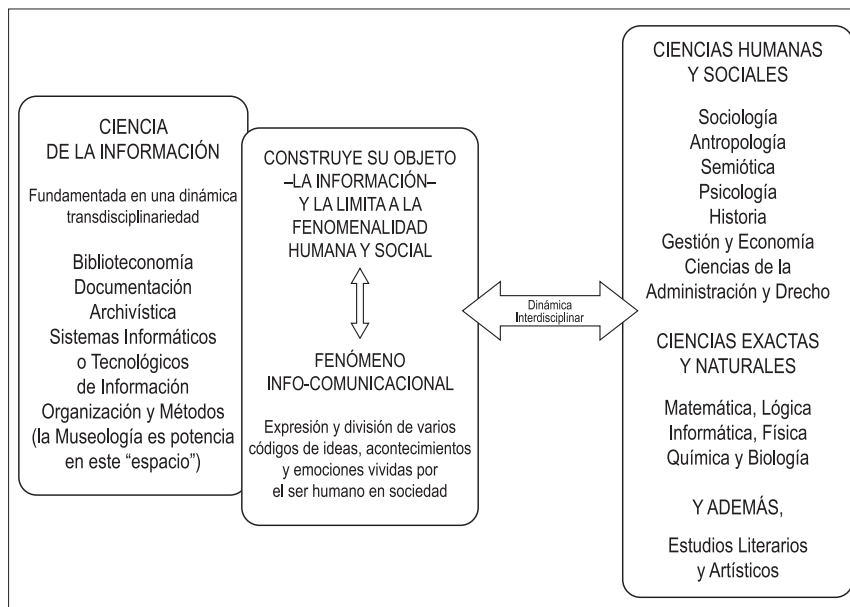 CIENCIA
DE LA INFORMACIÓN
Fundamentada en una dinámica
transdisciplinariedad
Biblioteconomía
Documentación
Archivística
Sistemas Informáticos
o Tecnológicos
de Información
Organización y Métodos
(la Museología es potencia
en este “espacio”)
CONSTRUYE SU OBJETO
–LA INFORMACIÓN–
Y LA LIMITA A LA
FENOMENALIDAD
HUMANA Y SOCIAL
FENÓMENO
INFO-COMUNICACIONAL
Expresión y división de varios
códigos de ideas, acontecimientos
y emociones vividas por
el ser humano en sociedad
Dinámica
Interdisciplinar
CIENCIAS HUMANAS
Y SOCIALES
Sociología
Antropología
Semiótica
Psicología
Historia
Gestión y Economía
Ciencias de la
Administración y Drecho
CIENCIAS EXACTAS
Y NATURALES
Matemática, Lógica
Informática, Física
Química y Biología
Y ADEMÁS,
Estudios Literarios
y Artísticos